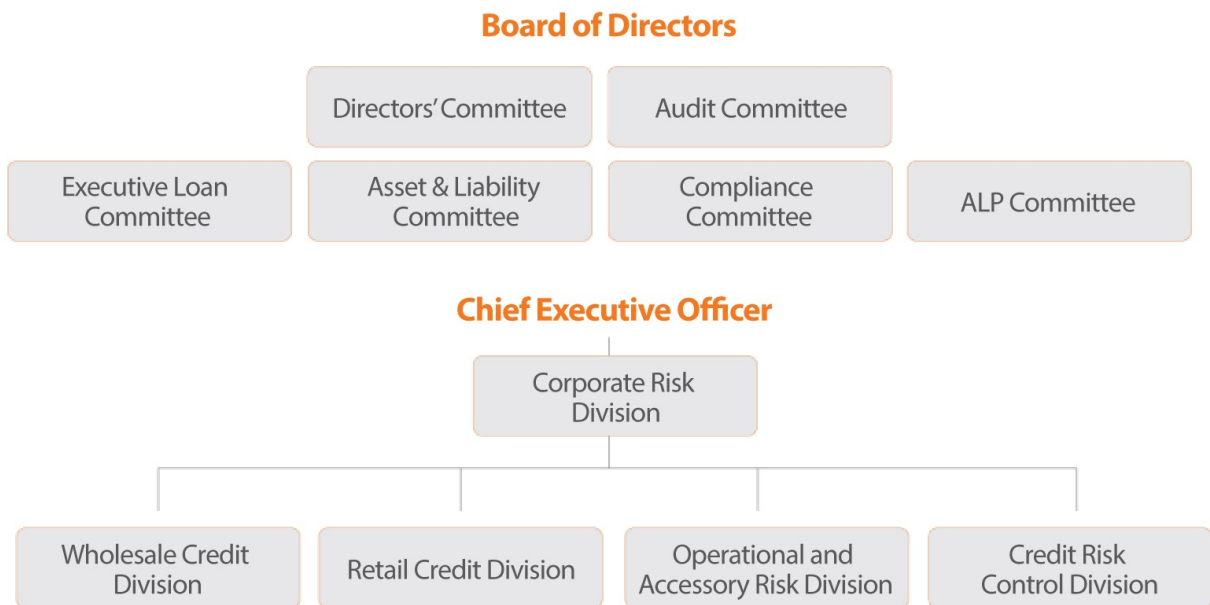 Board of Directors
Directors’ Committee
Audit Committee
Executive Loan
Committee
Asset & Liability
Committee
Compliance
Committee
ALP Committee
Chief Executive Officer
Corporate Risk
Division
Wholesale Credit
Division
Retail Credit Division
Operational and
Accessory Risk Division
Credit Risk
Control Division